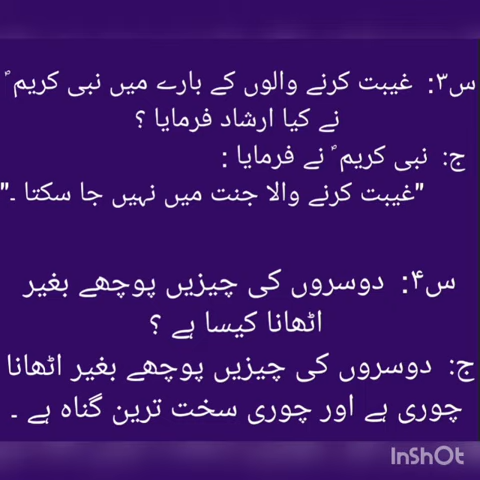 س۳: غیبت کرنے والوں کے بارے میں نبی کریم ؐ
نے کیا ارشاد فرمایا ؟
ج: نبی کریم ؐ نے فرمایا :
"غیبت کرنے والا جنت میں نہیں جا سکتا ۔"
س۴: دوسروں کی چیزیں پوچھے بغیر
اٹھانا کیسا ہے ؟
ج: دوسروں کی چیزیں پوچھے بغیر اٹھانا
چوری ہے اور چوری سخت ترین گناہ ہے ۔
InShOt